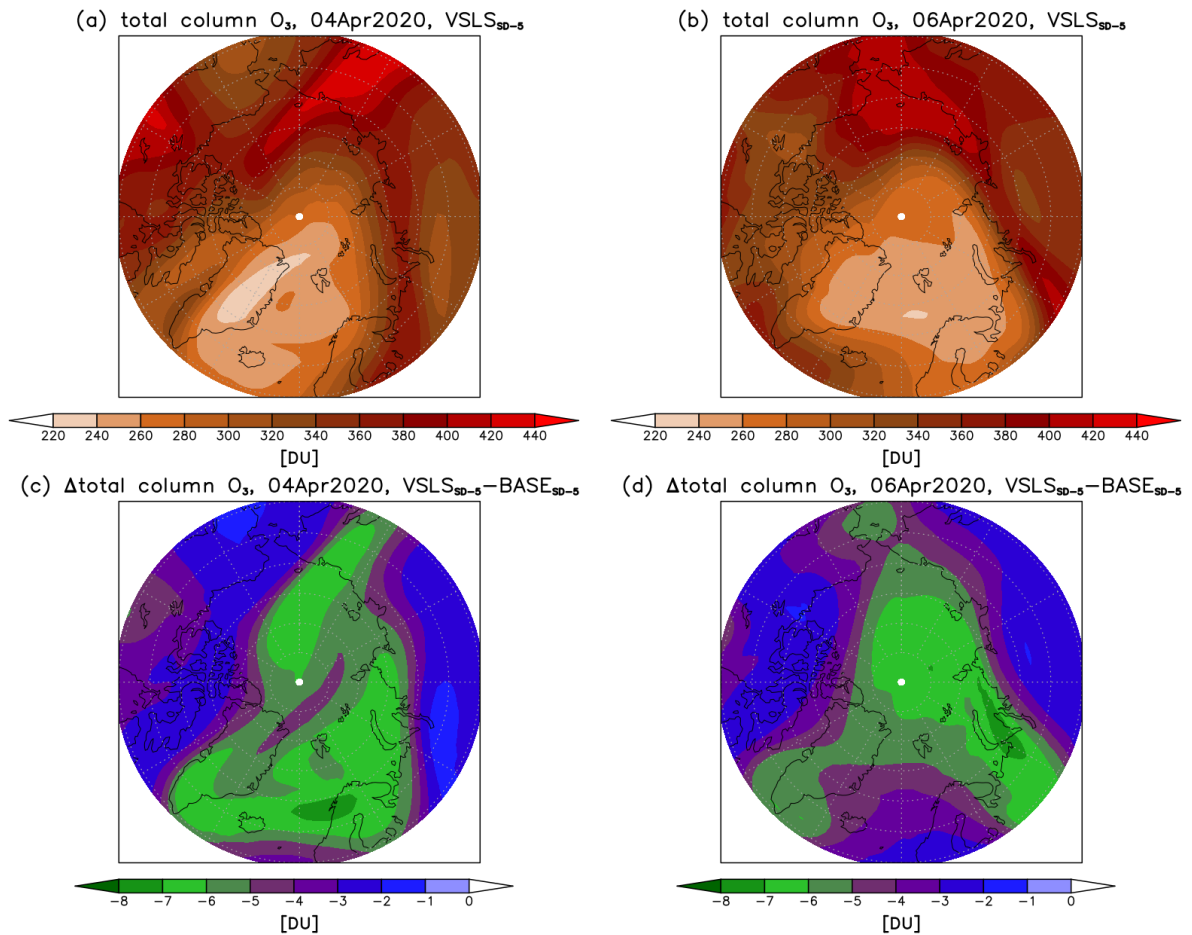 (a) total column O₃, 04Apr2020, VSLS_SD-5
(b) total column O₃, 06Apr2020, VSLS_SD-5
220 240 260 280 300 320 340 360 380 400 420 440
[DU]
220 240 260 280 300 320 340 360 380 400 420 440
[DU]
(c) Δtotal column O₃, 04Apr2020, VSLS_SD-5−BASE_SD-5
(d) Δtotal column O₃, 06Apr2020, VSLS_SD-5−BASE_SD-5
−8 −7 −6 −5 −4 −3 −2 −1 0
[DU]
−8 −7 −6 −5 −4 −3 −2 −1 0
[DU]